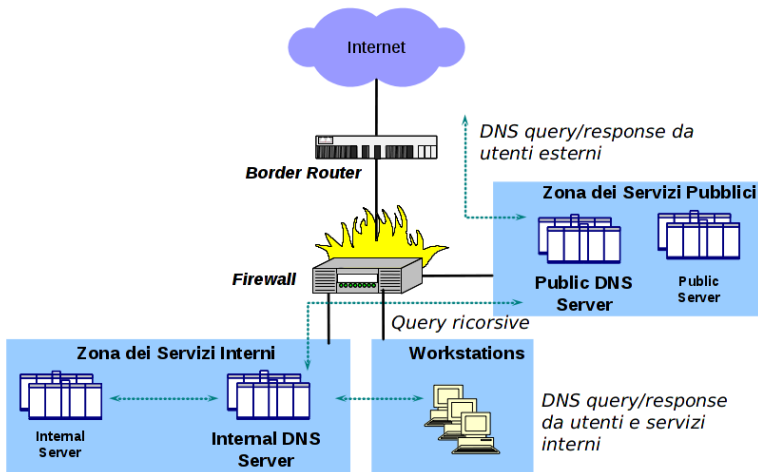 Internet
DNS query/response da
utenti esterni
Border Router
Zona dei Servizi Pubblici
Firewall
Public DNS
Server
Public
Server
Query ricorsive
Zona dei Servizi Interni
Workstations
Internal
Server
Internal DNS
Server
DNS query/response
da utenti e servizi
interni